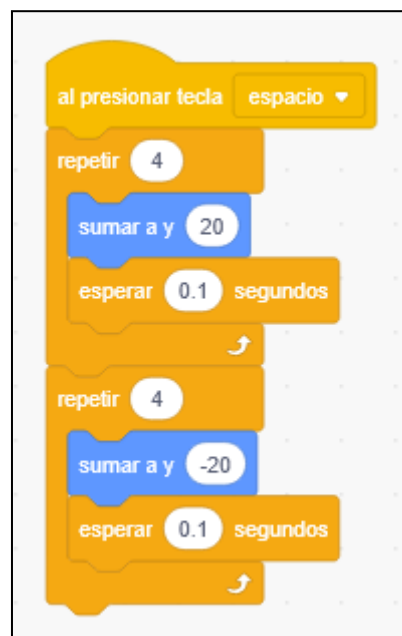 al presionar tecla espacio
repetir 4
sumar a y 20
esperar 0.1 segundos
repetir 4
sumar a y -20
esperar 0.1 segundos